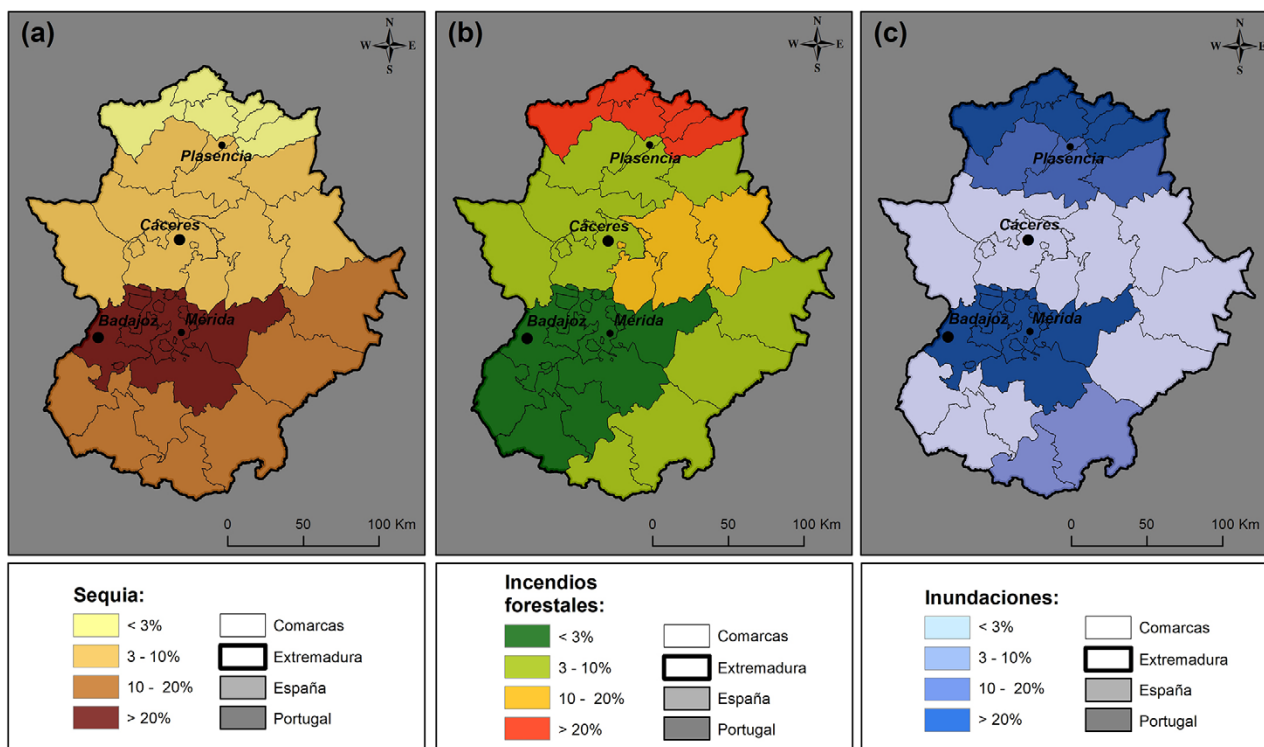 (a)
N
W E
S
Plasencia
Cáceres
Badajoz
Mérida
0 50 100 Km
Sequia:
< 3%
3 - 10%
10 - 20%
> 20%
Comarcas
Extremadura
España
Portugal
(b)
N
W E
S
Plasencia
Cáceres
Badajoz
Mérida
0 50 100 Km
Incendios
forestales:
< 3%
3 - 10%
10 - 20%
> 20%
Comarcas
Extremadura
España
Portugal
(c)
N
W E
S
Plasencia
Cáceres
Badajoz
Mérida
0 50 100 Km
Inundaciones:
< 3%
3 - 10%
10 - 20%
> 20%
Comarcas
Extremadura
España
Portugal